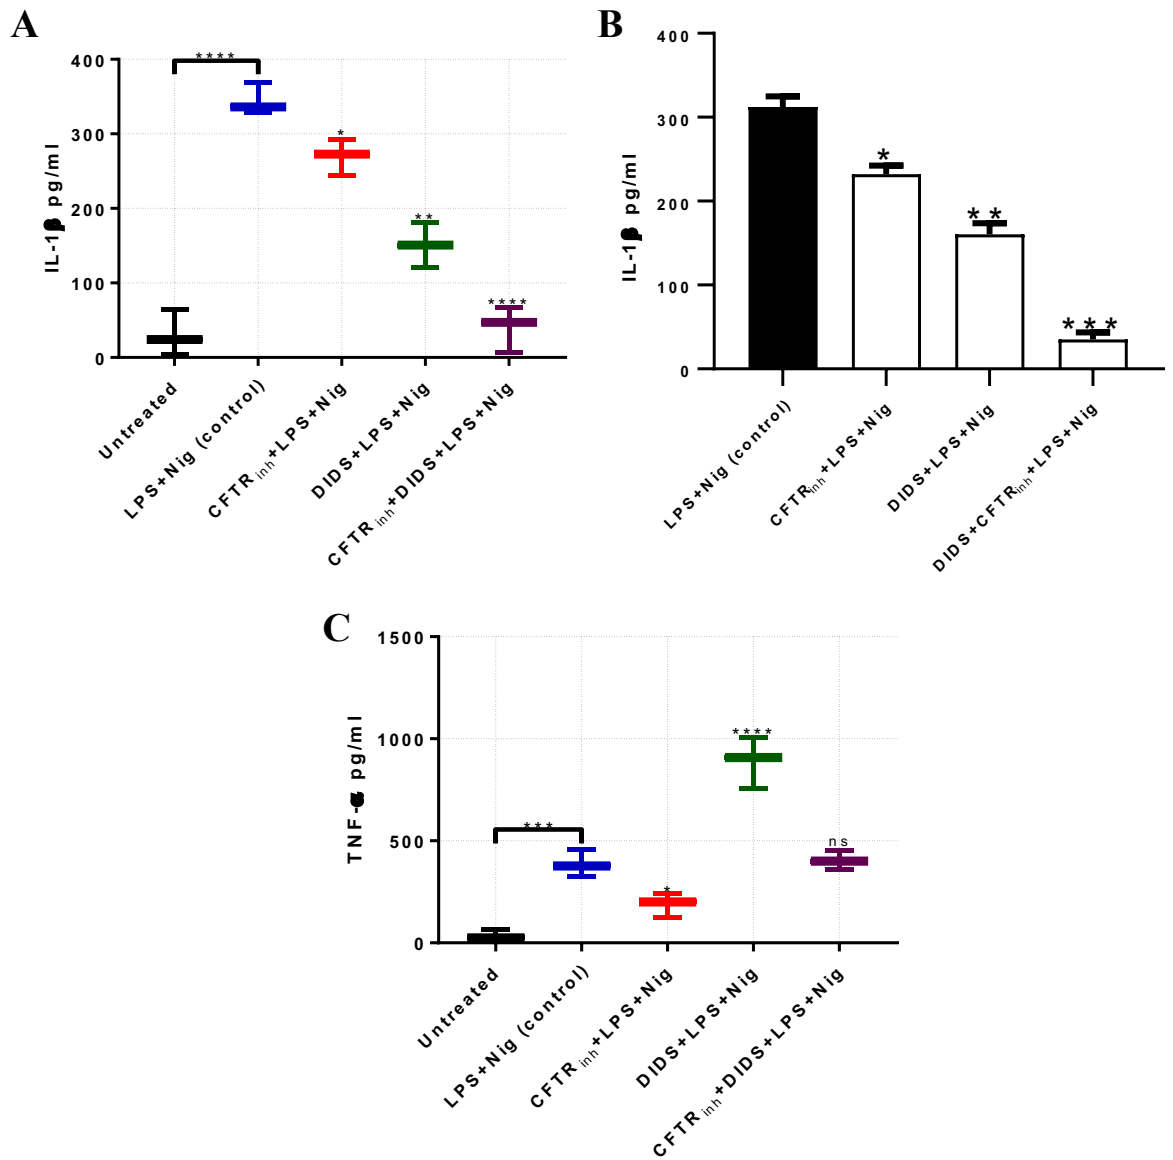 A
IL-1β pg/ml
400
300
200
100
0
****
*
**
****
Untreated
LPS+Nig (control)
CFTR inh+LPS+Nig
DIDS+LPS+Nig
CFTR inh+DIDS+LPS+Nig
B
IL-1β pg/ml
400
300
200
100
0
*
**
***
LPS+Nig (control)
CFTRinh+LPS+Nig
DIDS+LPS+Nig
DIDS+CFTRinh+LPS+Nig
C
TNF-α pg/ml
1500
1000
500
0
***
*
****
ns
Untreated
LPS+Nig (control)
CFTR inh+LPS+Nig
DIDS+LPS+Nig
CFTR inh+DIDS+LPS+Nig